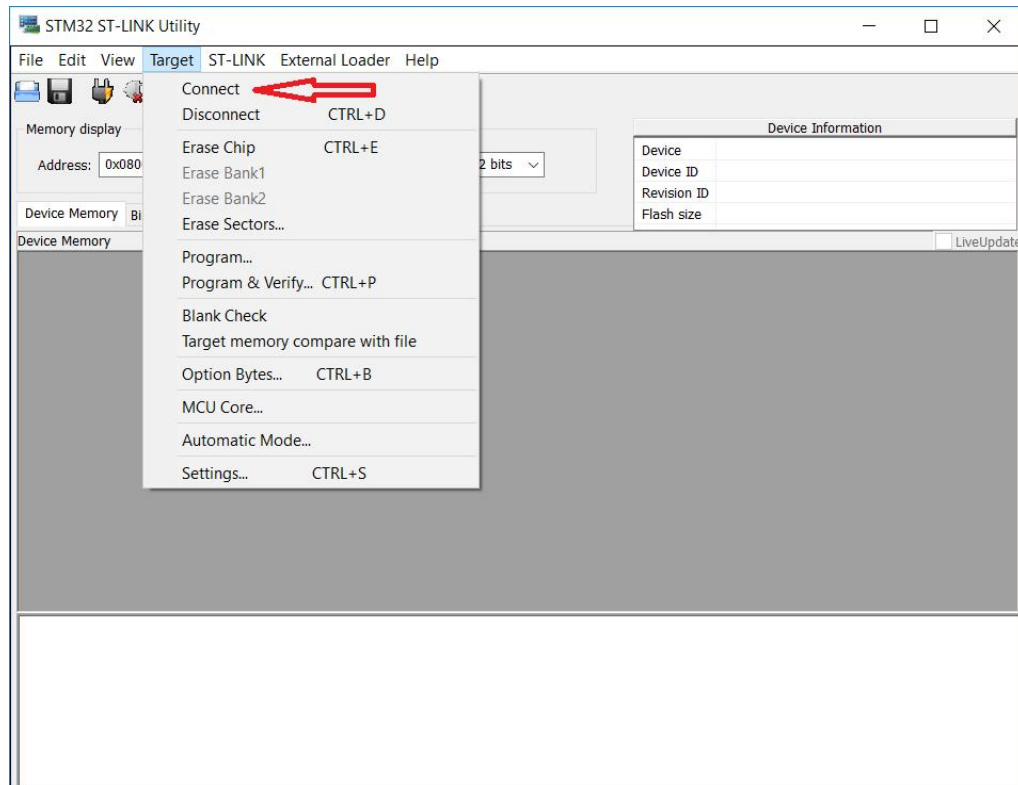 STM32 ST-LINK Utility
File Edit View Target ST-LINK External Loader Help
Connect
Disconnect CTRL+D
Erase Chip CTRL+E
Erase Bank1
Erase Bank2
Erase Sectors...
Program...
Program & Verify... CTRL+P
Blank Check
Target memory compare with file
Option Bytes... CTRL+B
MCU Core...
Automatic Mode...
Settings... CTRL+S
Memory display
Address: 0x080
2 bits
Device Information
Device
Device ID
Revision ID
Flash size
Device Memory Bi
Device Memory
LiveUpdate